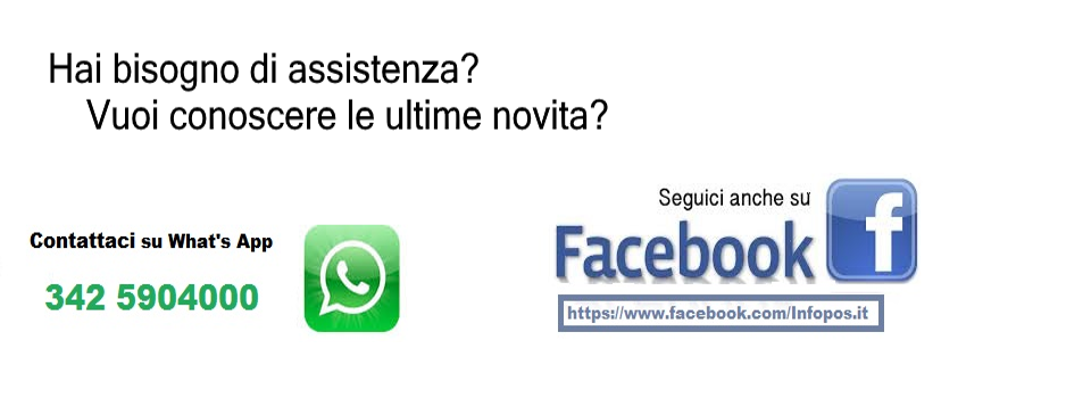 Hai bisogno di assistenza?
Vuoi conoscere le ultime novita?
Contattaci su What's App
342 5904000
Seguici anche su
Facebook
f
https://www.facebook.com/Infopos.it